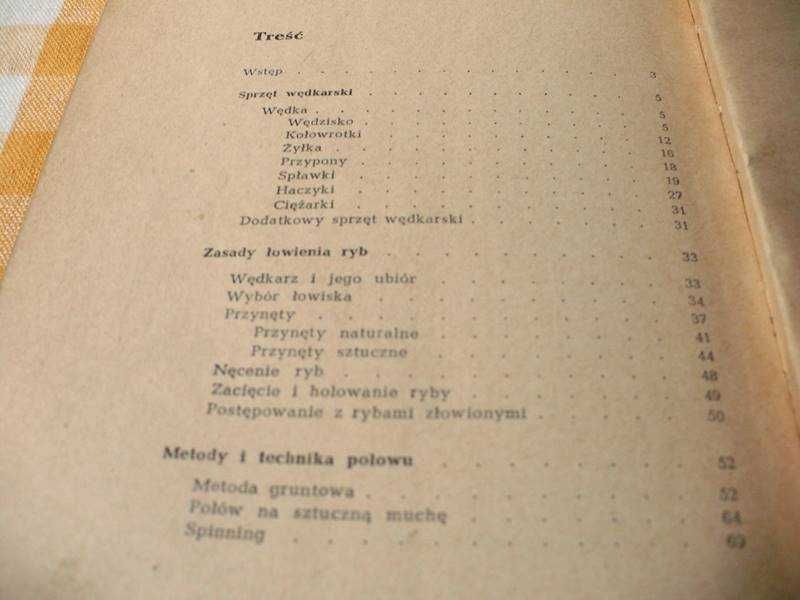 Treść
Wstęp . . . . . . . . . . . . . 3
Sprzęt wędkarski . . . . . . . . . . 5
Wędka . . . . . . . . . . . . 5
Wędzisko . . . . . . . . . . 5
Kołowrotki . . . . . . . . . . 12
Żyłka . . . . . . . . . . . 16
Przypony . . . . . . . . . . 18
Spławki . . . . . . . . . . 19
Haczyki . . . . . . . . . . 27
Ciężarki . . . . . . . . . . 31
Dodatkowy sprzęt wędkarski . . . . . . . 31
Zasady łowienia ryb . . . . . . . . . 33
Wędkarz i jego ubiór . . . . . . . . 33
Wybór łowiska . . . . . . . . . . 34
Przynęty . . . . . . . . . . . 37
Przynęty naturalne . . . . . . . . 41
Przynęty sztuczne . . . . . . . . 44
Nęcenie ryb . . . . . . . . . . 48
Zacięcie i holowanie ryby . . . . . . . 49
Postępowanie z rybami złowionymi . . . . . 50
Metody i technika połowu . . . . . . . 52
Metoda gruntowa . . . . . . . . . 52
Połów na sztuczną muchę . . . . . . . 64
Spinning . . . . . . . . . . . 69